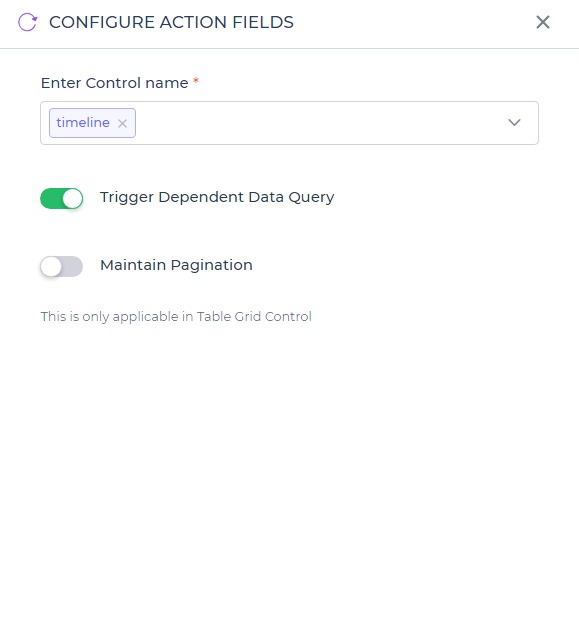 CONFIGURE ACTION FIELDS
Enter Control name *
timeline
Trigger Dependent Data Query
Maintain Pagination
This is only applicable in Table Grid Control